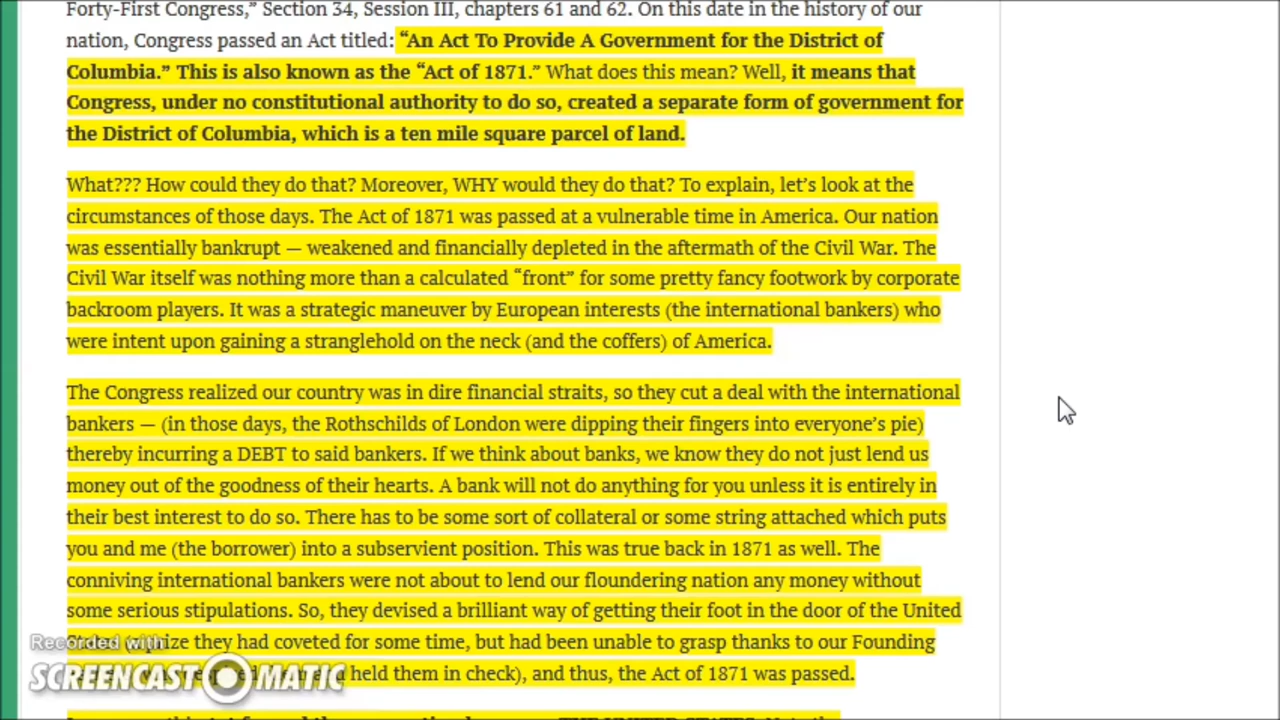 Forty-First Congress,” Section 34, Session III, chapters 61 and 62. On this date in the history of our
nation, Congress passed an Act titled: “An Act To Provide A Government for the District of
Columbia.” This is also known as the “Act of 1871.” What does this mean? Well, it means that
Congress, under no constitutional authority to do so, created a separate form of government for
the District of Columbia, which is a ten mile square parcel of land.
What??? How could they do that? Moreover, WHY would they do that? To explain, let’s look at the
circumstances of those days. The Act of 1871 was passed at a vulnerable time in America. Our nation
was essentially bankrupt — weakened and financially depleted in the aftermath of the Civil War. The
Civil War itself was nothing more than a calculated “front” for some pretty fancy footwork by corporate
backroom players. It was a strategic maneuver by European interests (the international bankers) who
were intent upon gaining a stranglehold on the neck (and the coffers) of America.
The Congress realized our country was in dire financial straits, so they cut a deal with the international
bankers — (in those days, the Rothschilds of London were dipping their fingers into everyone’s pie)
thereby incurring a DEBT to said bankers. If we think about banks, we know they do not just lend us
money out of the goodness of their hearts. A bank will not do anything for you unless it is entirely in
their best interest to do so. There has to be some sort of collateral or some string attached which puts
you and me (the borrower) into a subservient position. This was true back in 1871 as well. The
conniving international bankers were not about to lend our floundering nation any money without
some serious stipulations. So, they devised a brilliant way of getting their foot in the door of the United
they had coveted for some time, but had been unable to grasp thanks to our Founding
held them in check), and thus, the Act of 1871 was passed.
Recorded with
SCREENCAST MATIC
THE UNITED STATES.